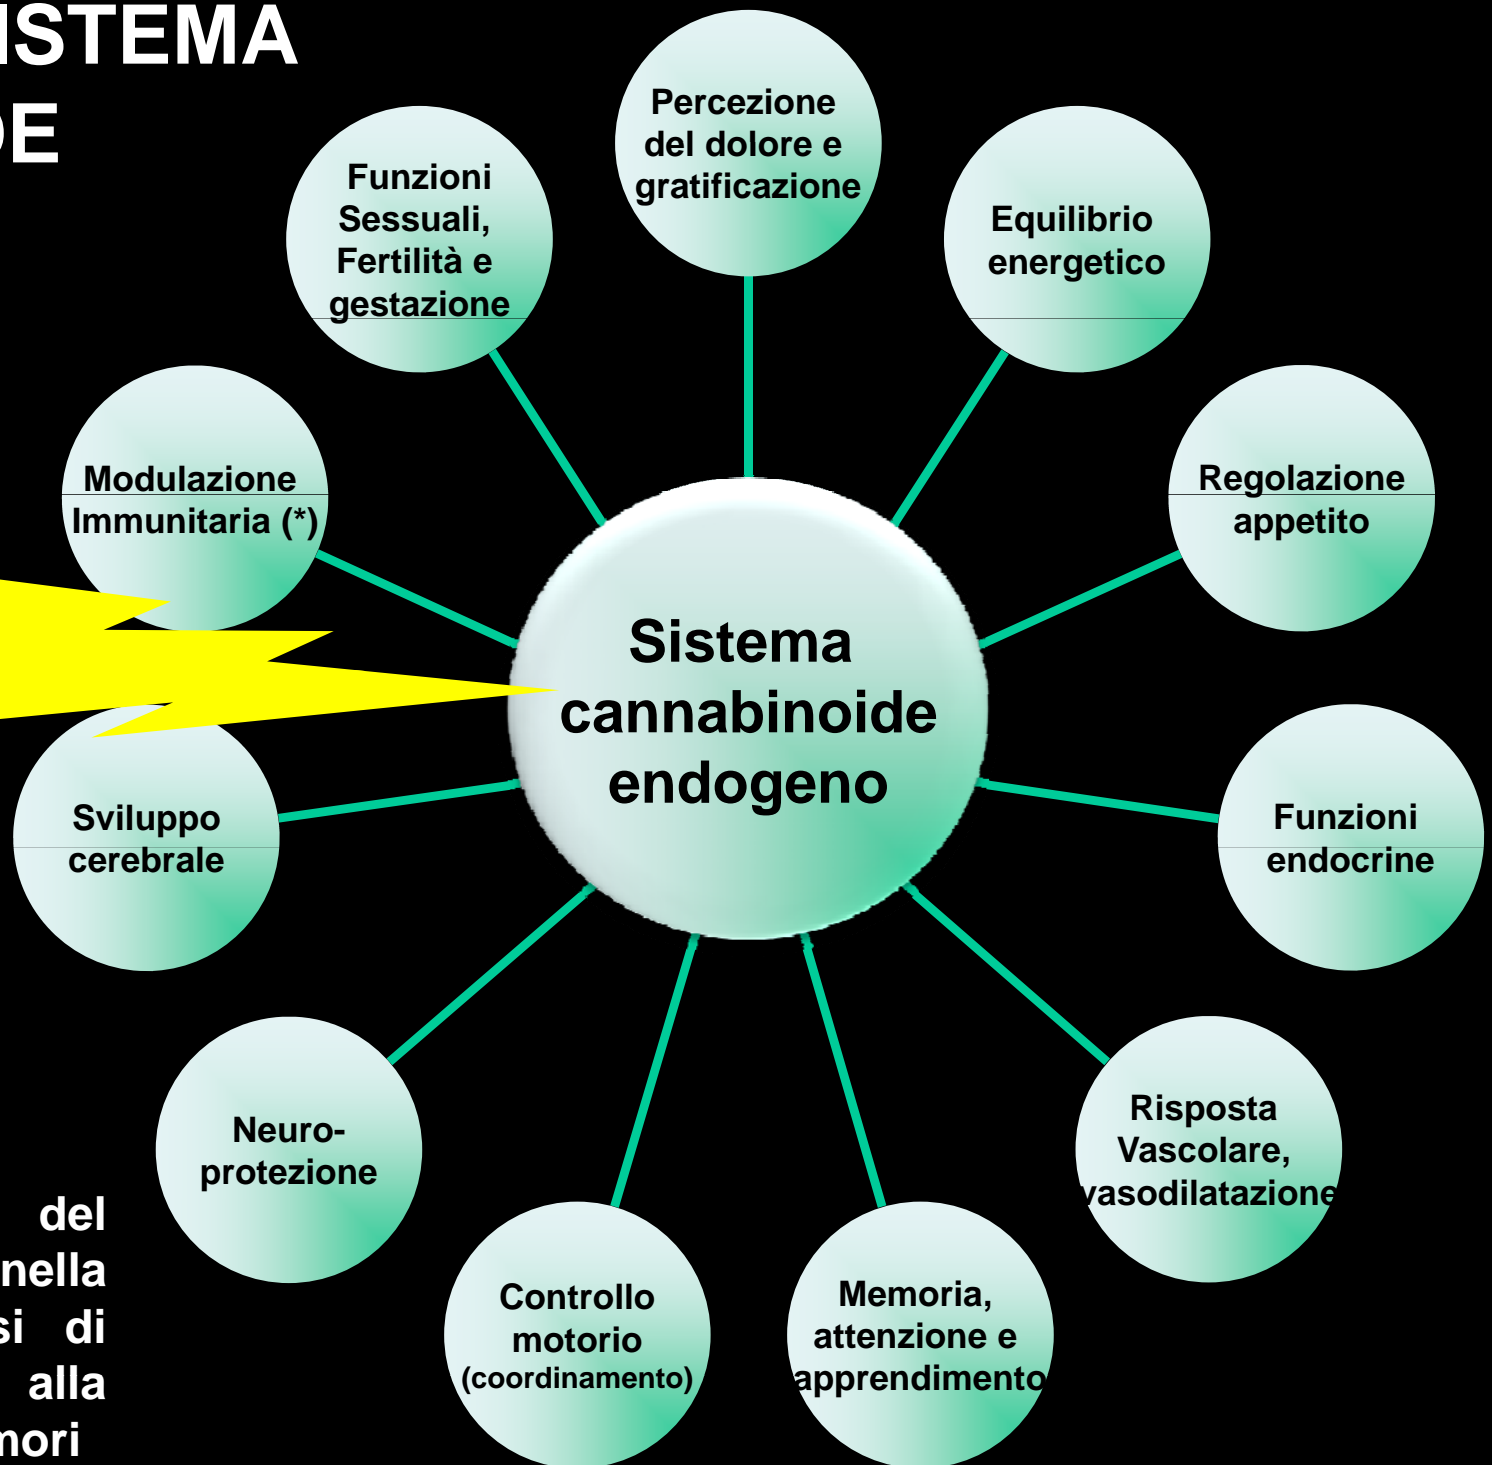 ISTEMA
DE
Percezione
del dolore e
gratificazione
Funzioni
Sessuali,
Fertilità e
gestazione
Equilibrio
energetico
Modulazione
Immunitaria (*)
Regolazione
appetito
Sistema
cannabinoide
endogeno
Sviluppo
cerebrale
Funzioni
endocrine
Neuro-
protezione
Risposta
Vascolare,
vasodilatazione
Controllo
motorio
(coordinamento)
Memoria,
attenzione e
apprendimento
del
nella
si di
alla
mori